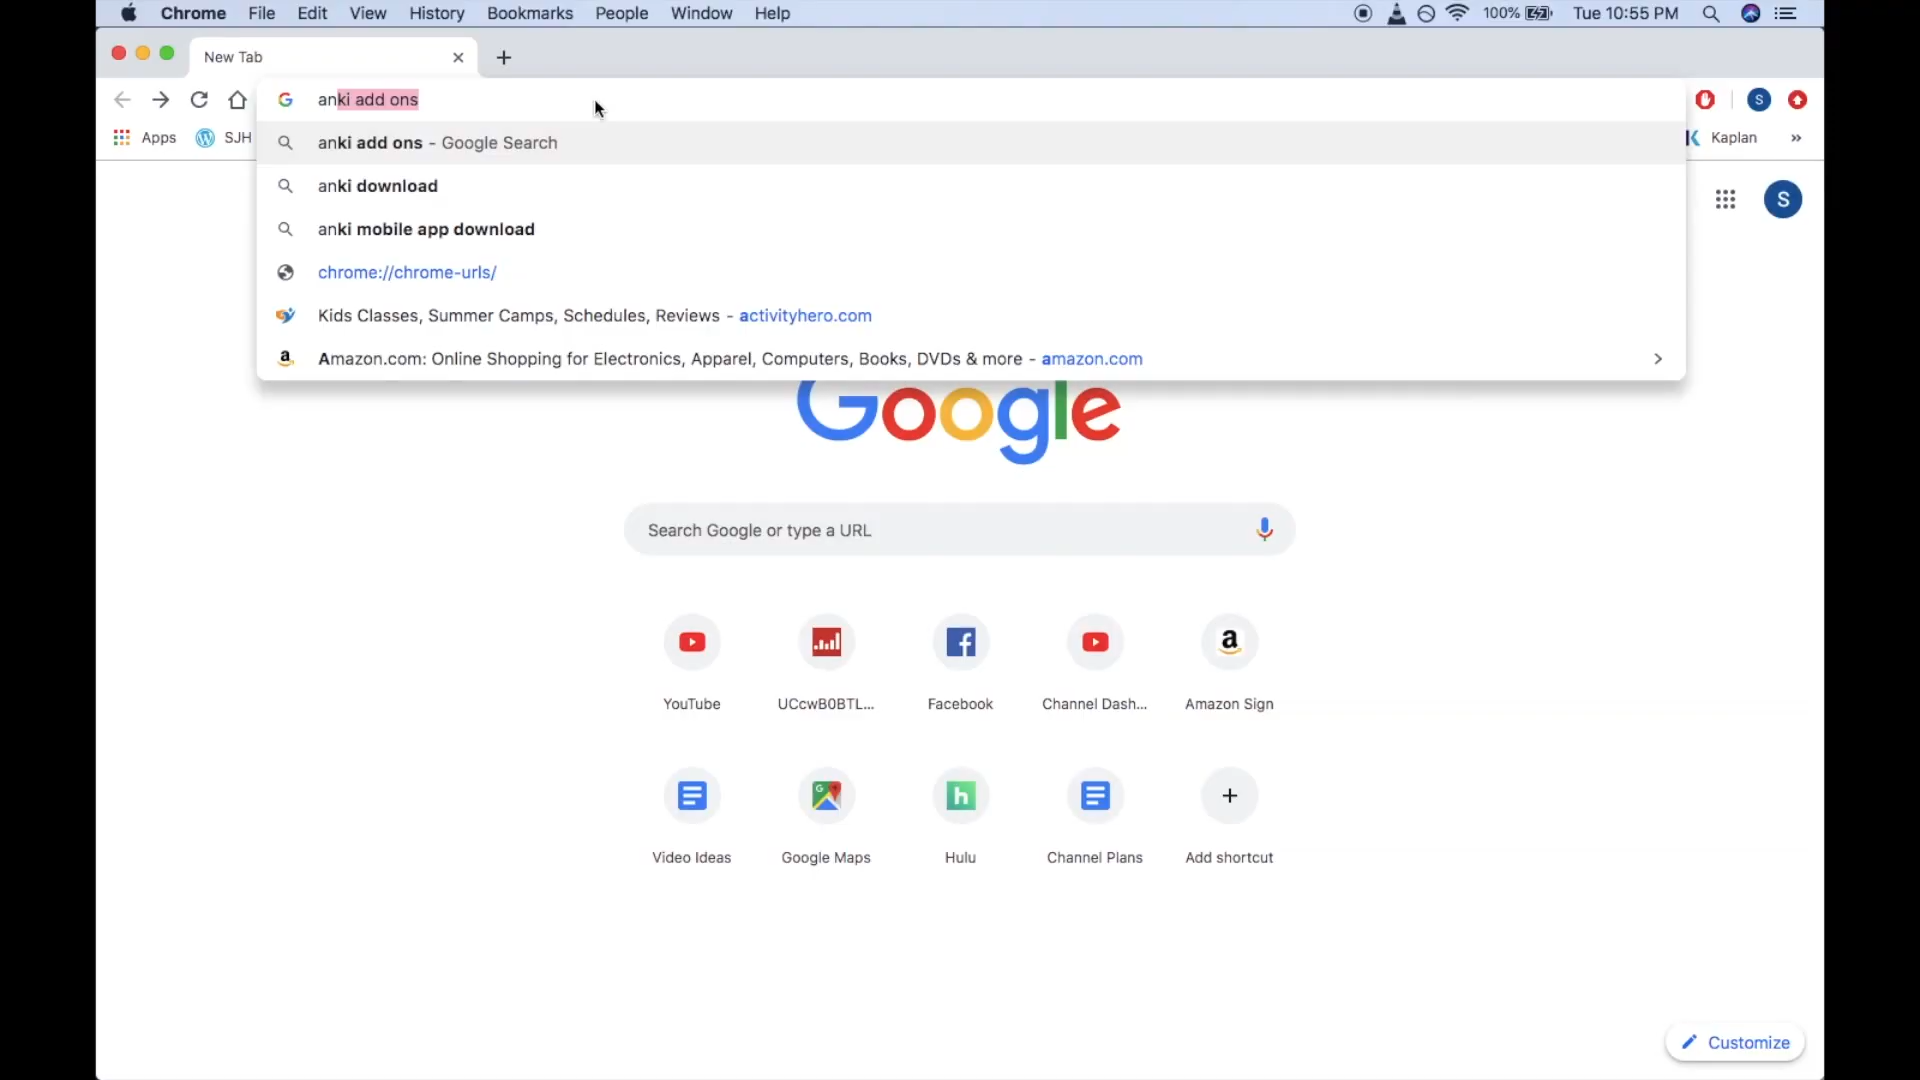 Chrome File Edit View History Bookmarks People Window Help 100% Tue 10:55 PM
New Tab
anki add ons
Apps SJH Kaplan »
anki add ons - Google Search
anki download
anki mobile app download
chrome://chrome-urls/
Kids Classes, Summer Camps, Schedules, Reviews - activityhero.com
Amazon.com: Online Shopping for Electronics, Apparel, Computers, Books, DVDs & more - amazon.com
S
Google
Search Google or type a URL
YouTube UCcwB0BTL... Facebook Channel Dash... Amazon Sign
Video Ideas Google Maps Hulu Channel Plans Add shortcut
Customize